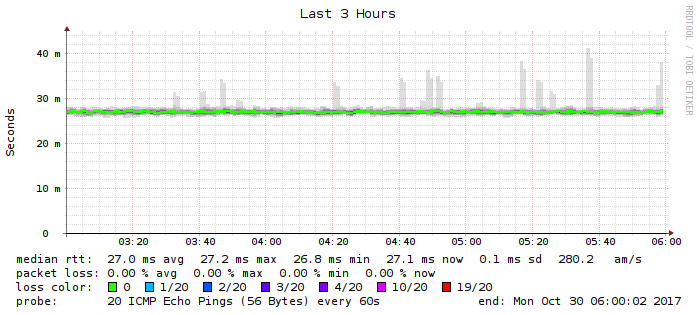 Last 3 Hours
RRDTOOL / TOBI OETIKER
Seconds
40 m
30 m
20 m
10 m
0
03:20 03:40 04:00 04:20 04:40 05:00 05:20 05:40 06:00
median rtt: 27.0 ms avg 27.2 ms max 26.8 ms min 27.1 ms now 0.1 ms sd 280.2 am/s
packet loss: 0.00 % avg 0.00 % max 0.00 % min 0.00 % now
loss color: 0 1/20 2/20 3/20 4/20 10/20 19/20
probe: 20 ICMP Echo Pings (56 Bytes) every 60s end: Mon Oct 30 06:00:02 2017